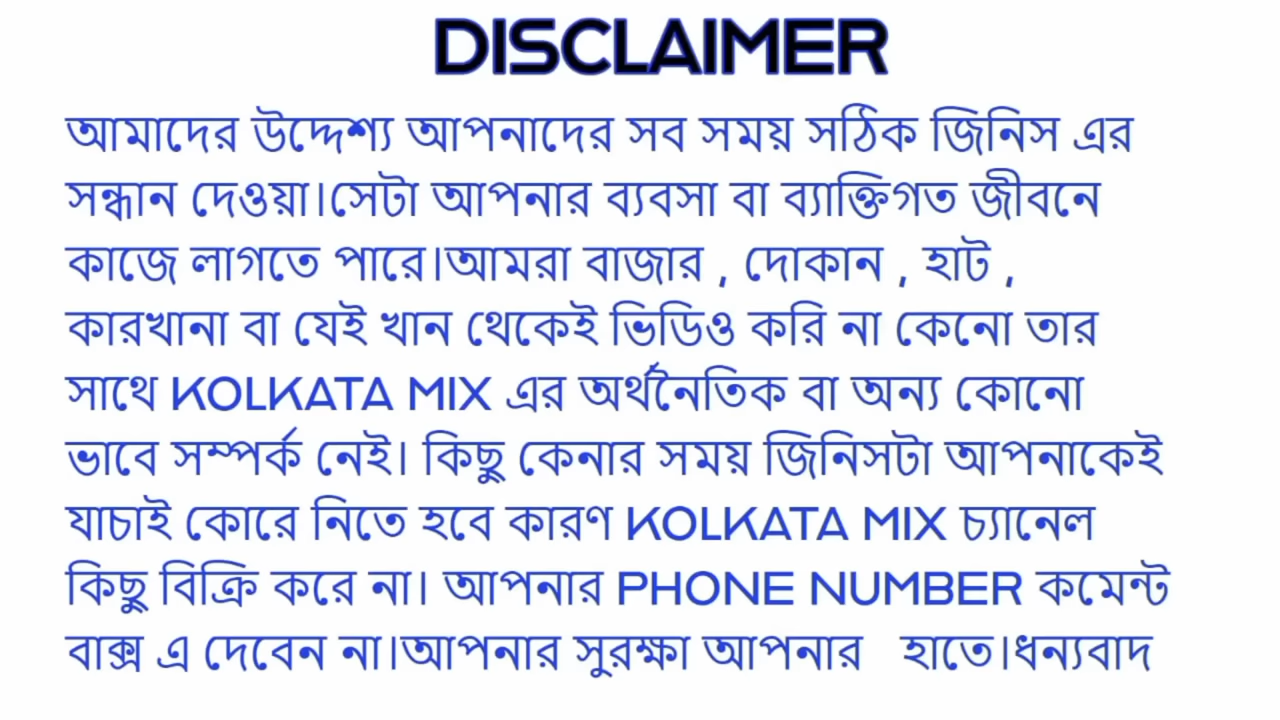 DISCLAIMER
আমাদের উদ্দেশ্য আপনাদের সব সময় সঠিক জিনিস এর
সন্ধান দেওয়া।সেটা আপনার ব্যবসা বা ব্যাক্তিগত জীবনে
কাজে লাগতে পারে।আমরা বাজার , দোকান , হাট ,
কারখানা বা যেই খান থেকেই ভিডিও করি না কেনো তার
সাথে KOLKATA MIX এর অর্থনৈতিক বা অন্য কোনো
ভাবে সম্পর্ক নেই। কিছু কেনার সময় জিনিসটা আপনাকেই
যাচাই কোরে নিতে হবে কারণ KOLKATA MIX চ্যানেল
কিছু বিক্রি করে না। আপনার PHONE NUMBER কমেন্ট
বাক্স এ দেবেন না।আপনার সুরক্ষা আপনার হাতে।ধন্যবাদ